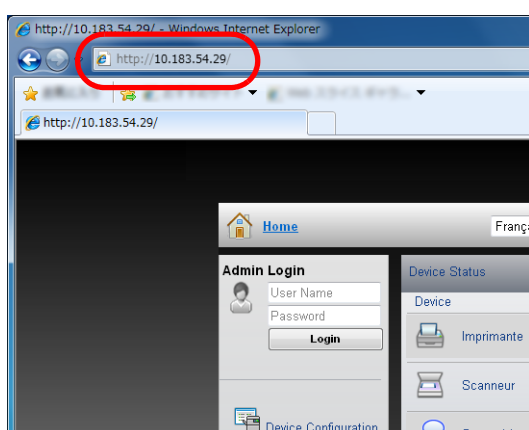 http://10.183.54.29/ - Windows Internet Explorer
http://10.183.54.29/
http://10.183.54.29/
Home
Admin Login
User Name
Password
Login
Device Status
Device
Imprimante
Scanneur
Device Configuration